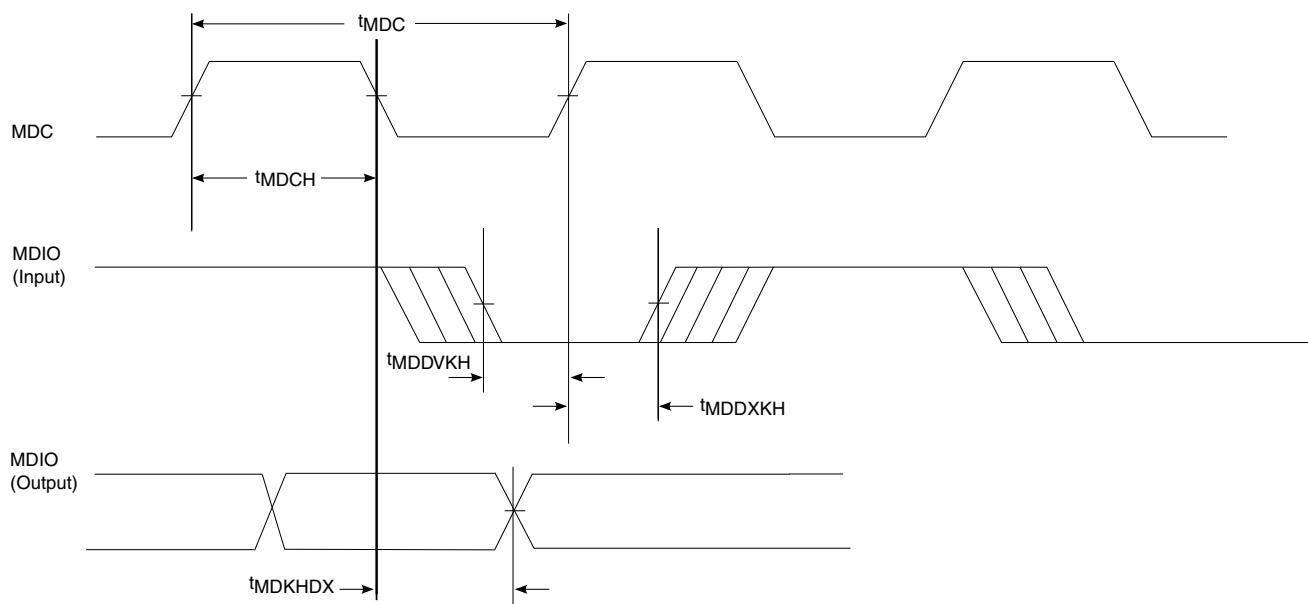 tMDC
MDC
tMDCH
MDIO
(Input)
tMDDVKH
tMDDXKH
MDIO
(Output)
tMDKHDX